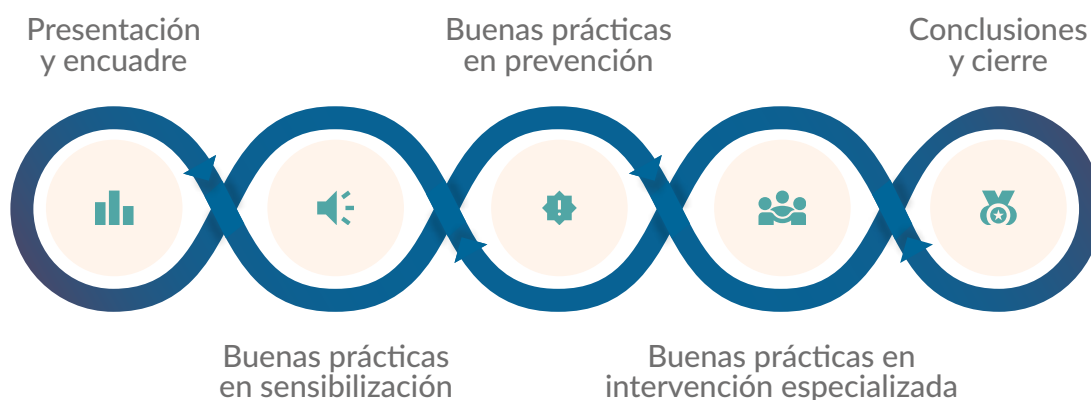 Presentación
y encuadre
Buenas prácticas
en prevención
Conclusiones
y cierre
Buenas prácticas
en sensibilización
Buenas prácticas en
intervención especializada